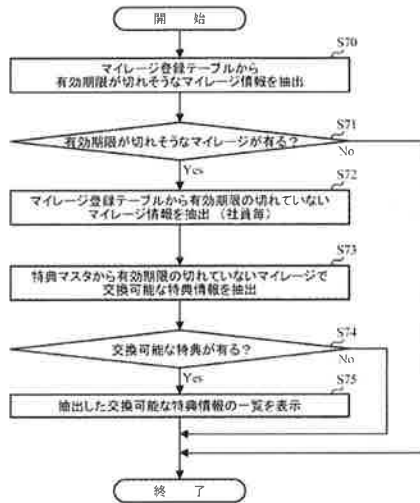 開 始
S70
マイレージ登録テーブルから
有効期限が切れそうなマイレージ情報を抽出
S71
有効期限が切れそうなマイレージが有る？
No
Yes
S72
マイレージ登録テーブルから有効期限の切れていない
マイレージ情報を抽出 （社員毎）
S73
特典マスタから有効期限の切れていないマイレージで
交換可能な特典情報を抽出
S74
交換可能な特典が有る？
No
Yes
S75
抽出した交換可能な特典情報の一覧を表示
終 了